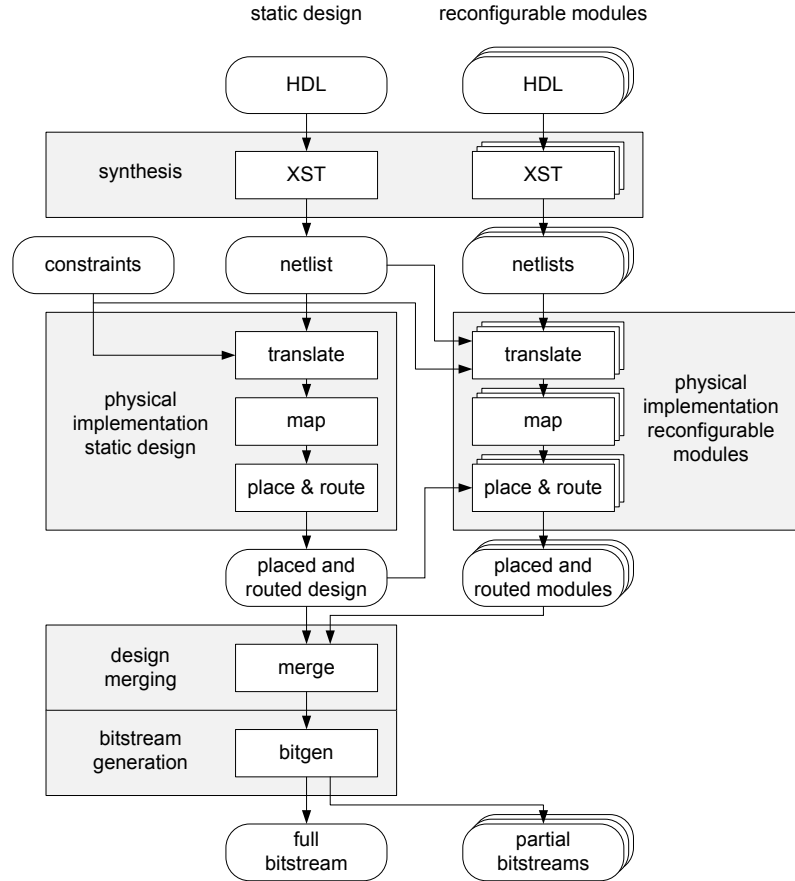 static design
reconfigurable modules
HDL
HDL
synthesis
XST
XST
constraints
netlist
netlists
translate
translate
physical
implementation
static design
map
map
physical
implementation
reconfigurable
modules
place & route
place & route
placed and
routed design
placed and
routed modules
design
merging
merge
bitstream
generation
bitgen
full
bitstream
partial
bitstreams